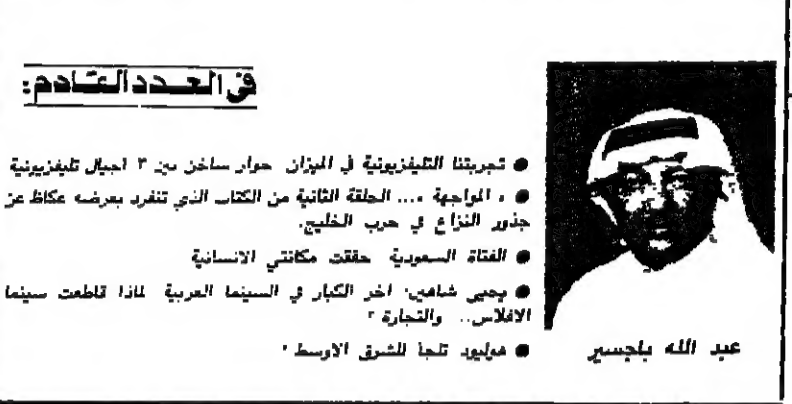 في العدد القادم:
● تجربتنا التليفزيونية في الميزان حوار ساخن بين ٣ اجيال تليفزيونية
● « المواجهة »... الحلقة الثانية من الكتاب الذي تنفرد بعرضه عكاظ عن
جذور النزاع في حرب الخليج.
● الفتاة السعودية حققت مكانتي الانسانية
● يحيى شاهين: اخر الكبار في السينما العربية لماذا قاطعت سينما
الافلاس.. والتجارة ؟
● هوليود تلجأ للشرق الاوسط ؟
عبد الله باجسير